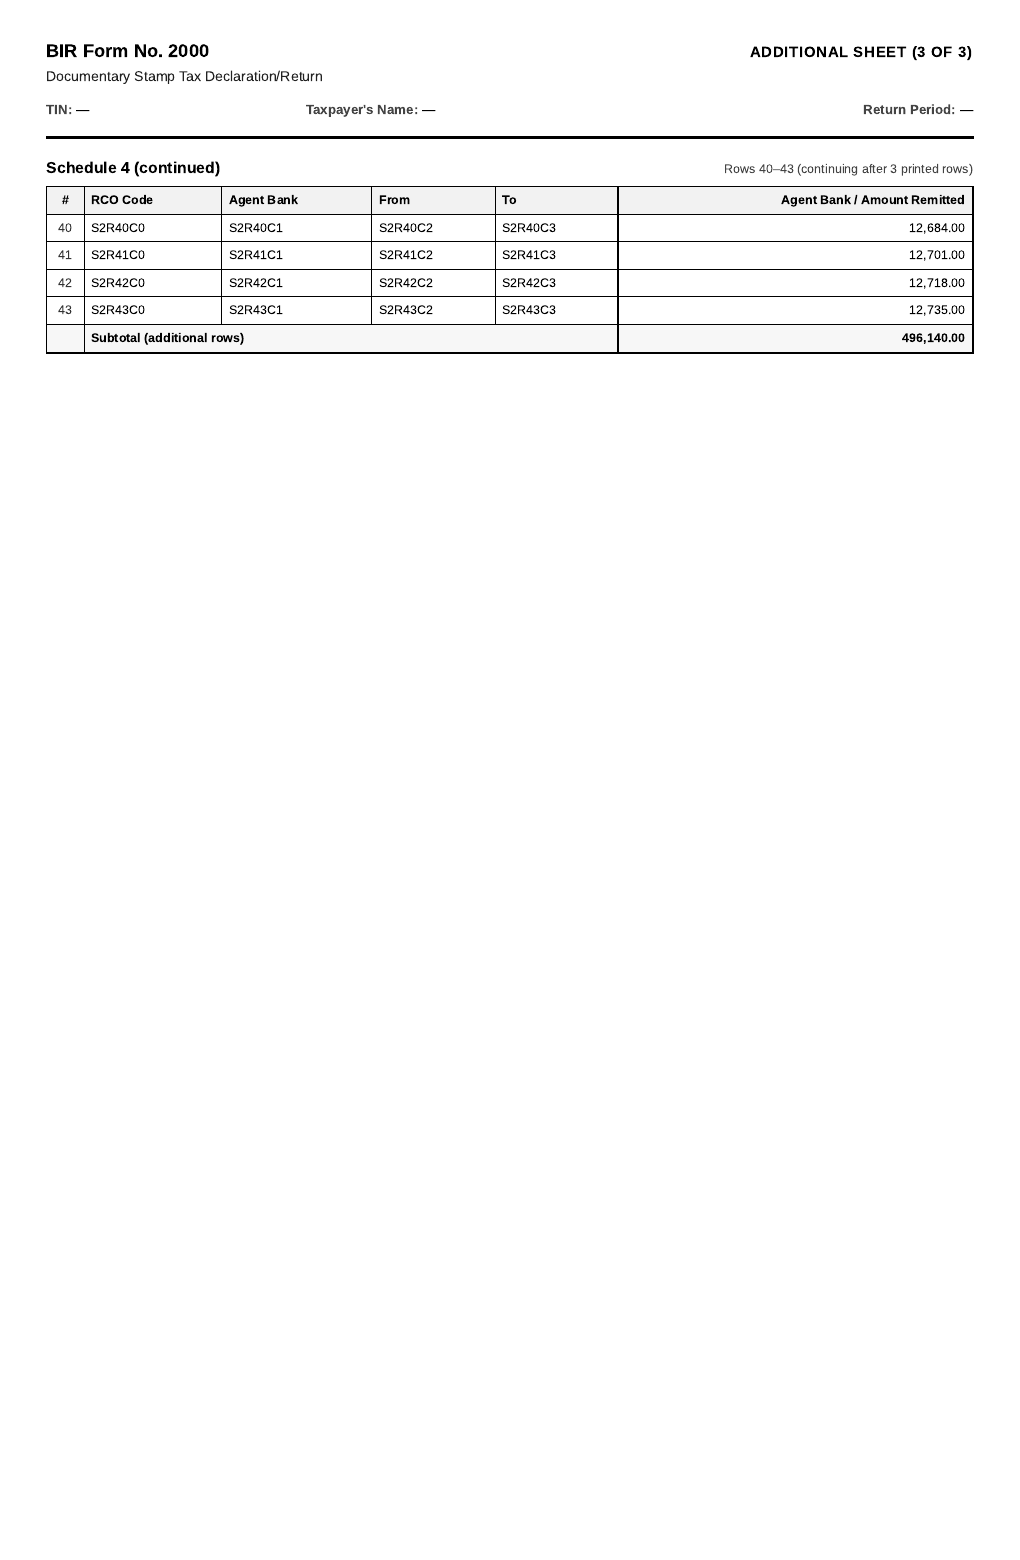 BIR Form No. 2000 ADDITIONAL SHEET (3 OF 3)
Documentary Stamp Tax Declaration/Return
TIN: — Taxpayer's Name: — Return Period: —
Schedule 4 (continued) Rows 40–43 (continuing after 3 printed rows)
# RCO Code Agent Bank From To Agent Bank / Amount Remitted
40 S2R40C0 S2R40C1 S2R40C2 S2R40C3 12,684.00
41 S2R41C0 S2R41C1 S2R41C2 S2R41C3 12,701.00
42 S2R42C0 S2R42C1 S2R42C2 S2R42C3 12,718.00
43 S2R43C0 S2R43C1 S2R43C2 S2R43C3 12,735.00
Subtotal (additional rows) 496,140.00